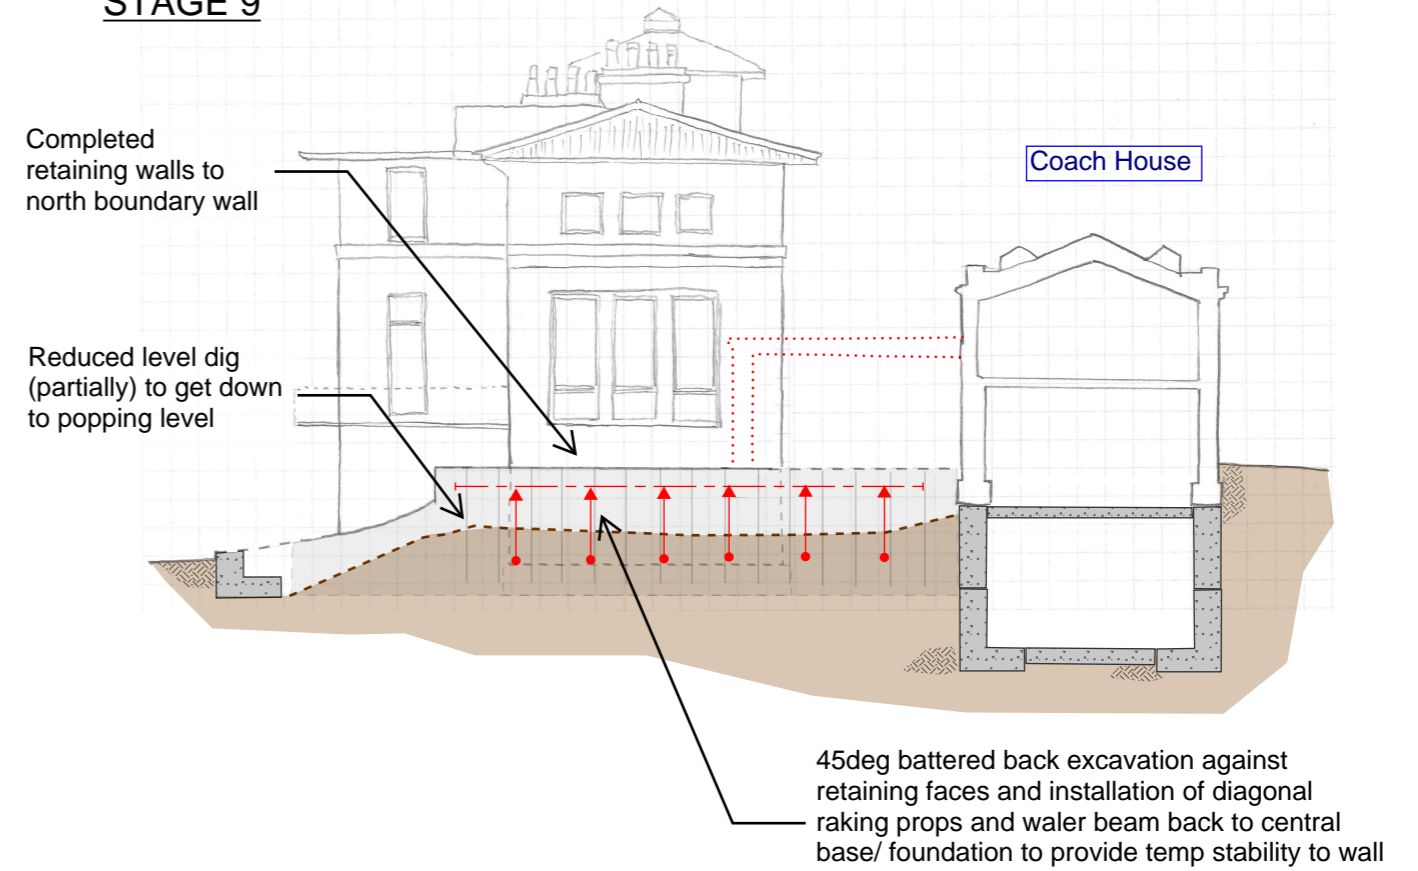 STAGE 9
Completed
retaining walls to
north boundary wall
Coach House
Reduced level dig
(partially) to get down
to popping level
45deg battered back excavation against
retaining faces and installation of diagonal
raking props and waler beam back to central
base/ foundation to provide temp stability to wall